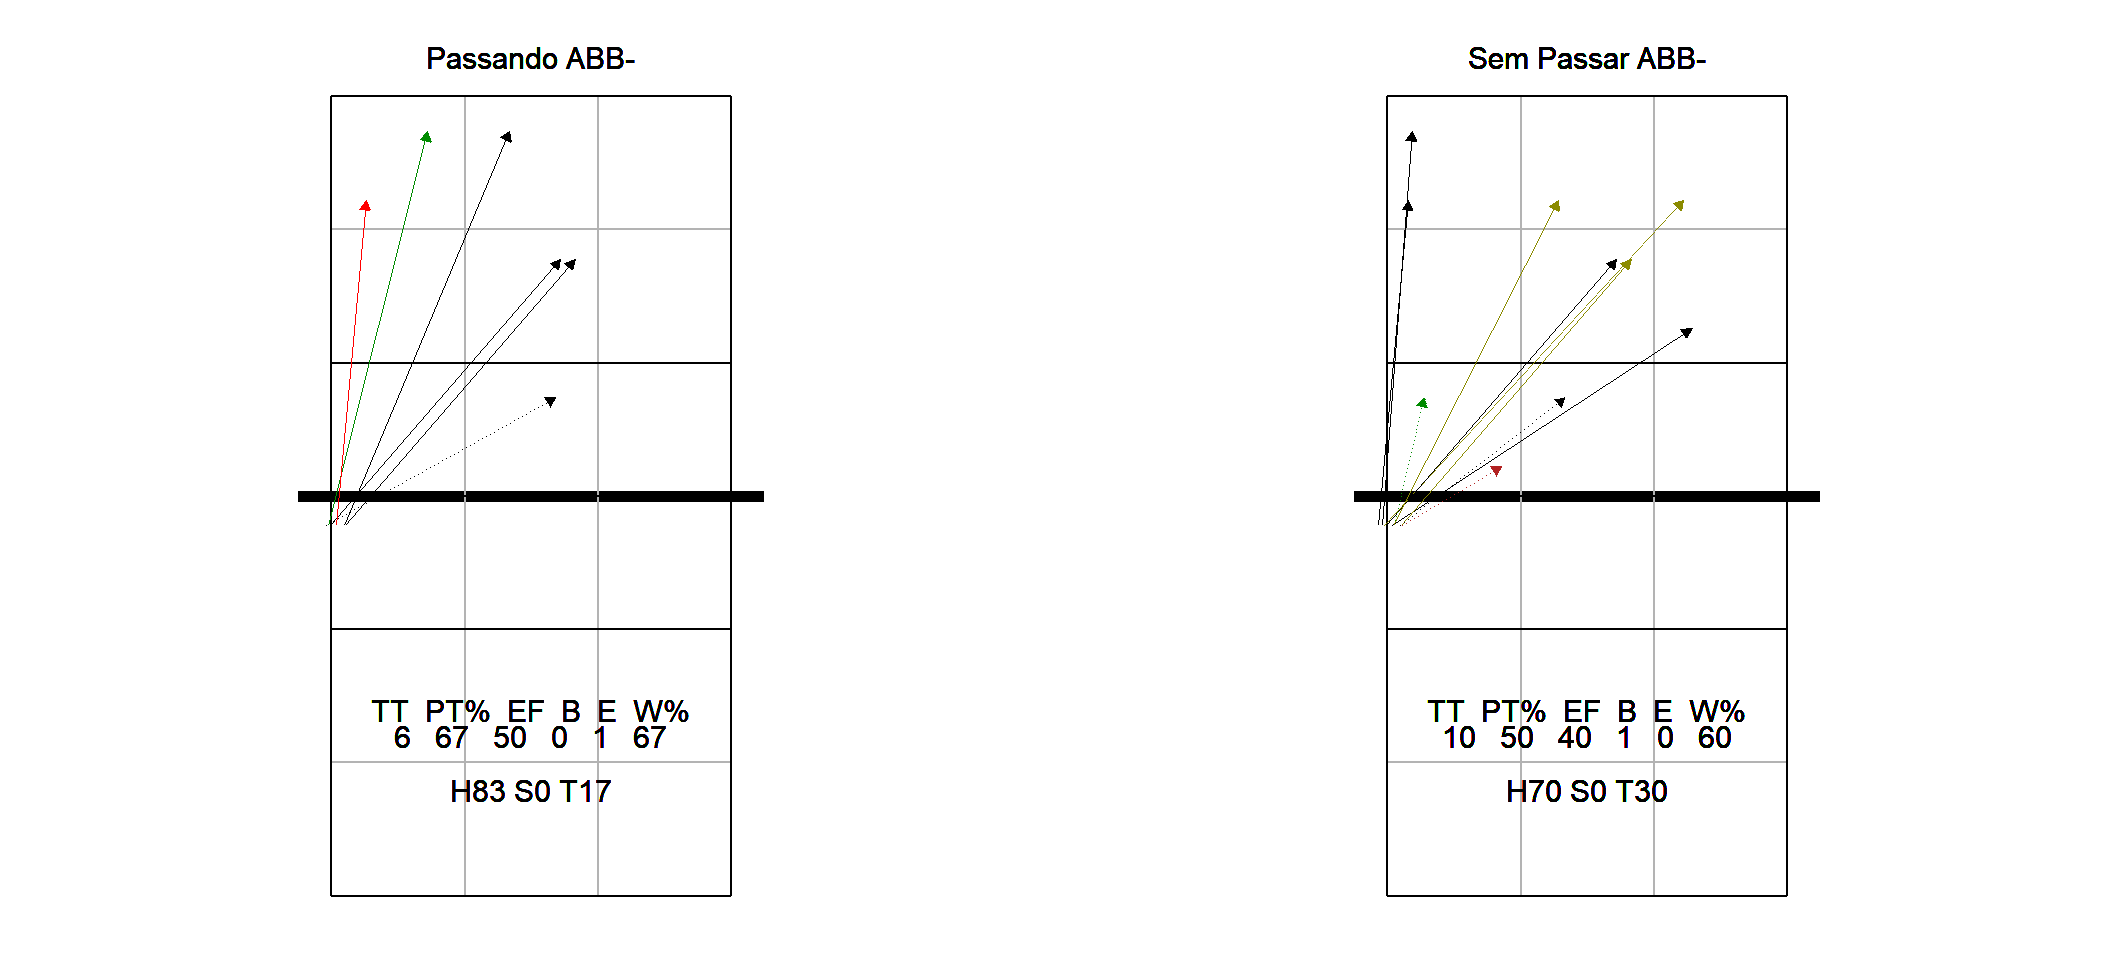 Passando ABB-
TT PT% EF B E W%
6 67 50 0 1 67
H83 S0 T17
Sem Passar ABB-
TT PT% EF B E W%
10 50 40 1 0 60
H70 S0 T30